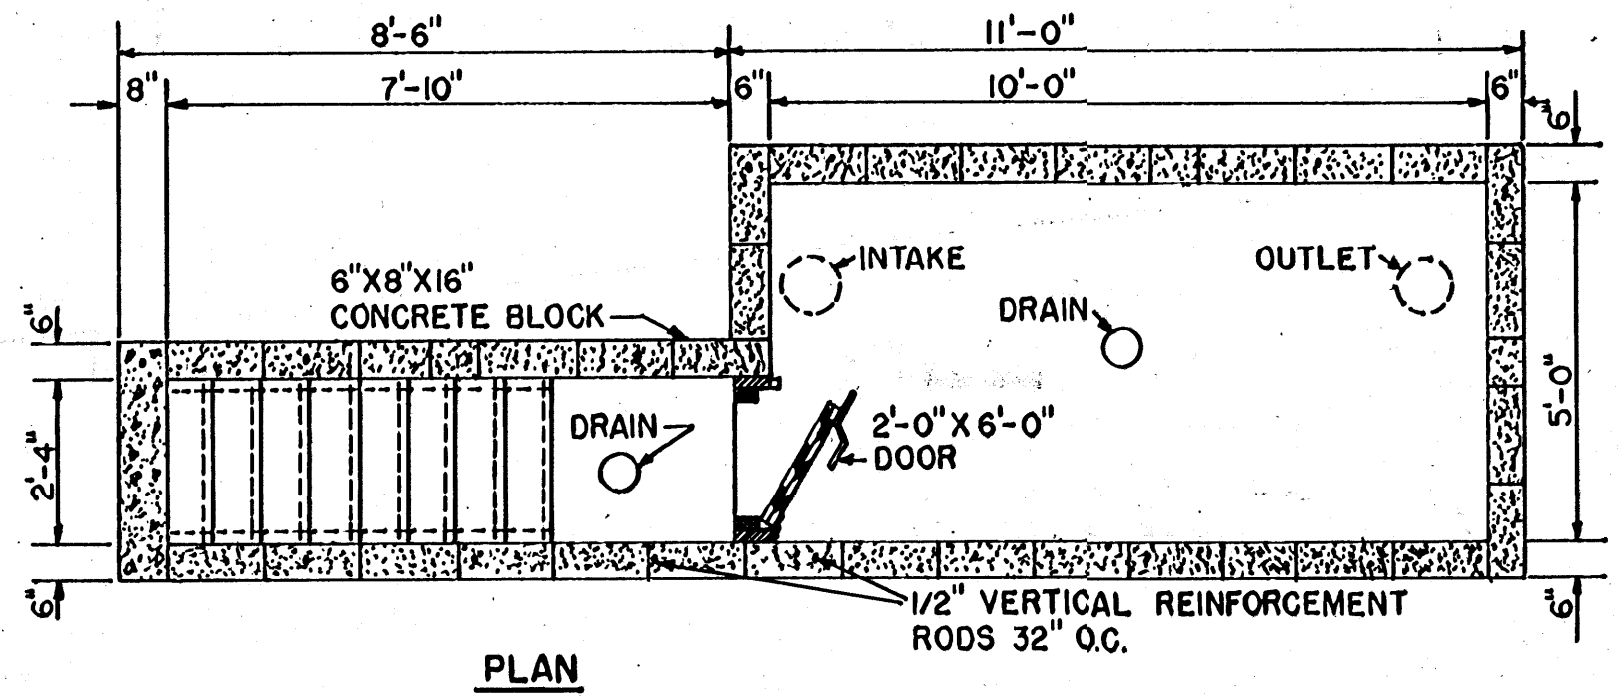 8'-6"
11'-0"
8"
7'-10"
6"
10'-0"
6"
6"
6"X8"X16"
CONCRETE BLOCK
INTAKE
OUTLET
DRAIN
6"
2'-4"
DRAIN
2'-0" X 6'-0"
DOOR
5'-0"
6"
6"
1/2" VERTICAL REINFORCEMENT
RODS 32" O.C.
PLAN